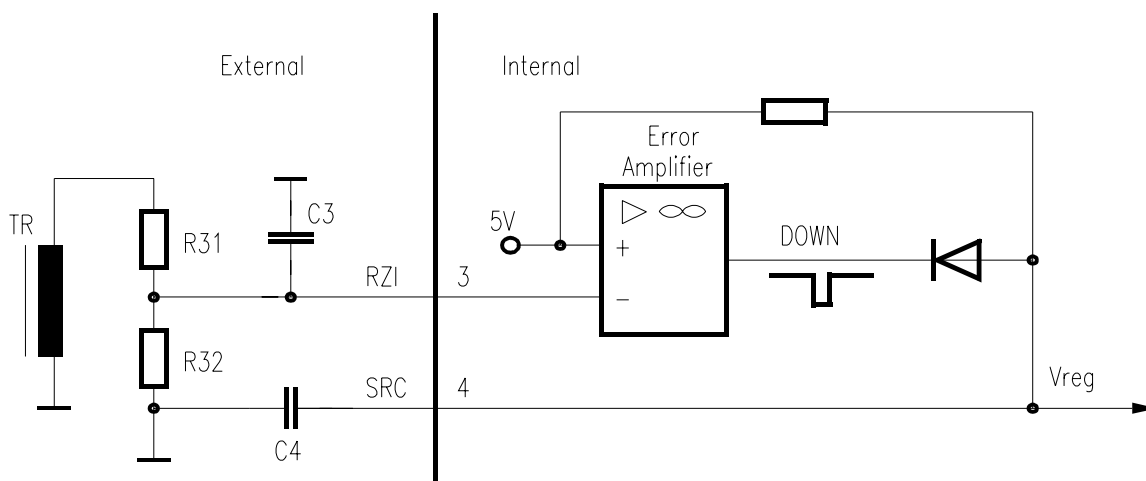 External
Internal
Error
Amplifier
TR
R31
C3
5V
+
DOWN
RZI
3
−
R32
SRC
4
Vreg
C4